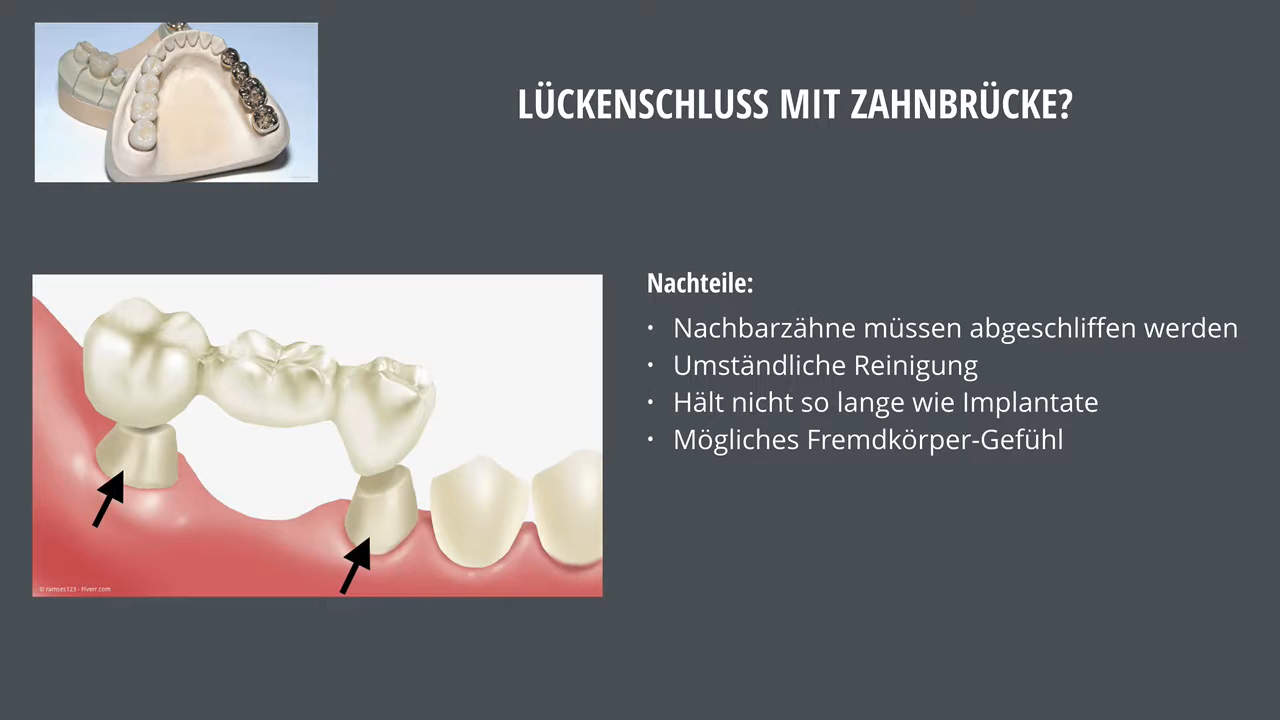 LÜCKENSCHLUSS MIT ZAHNBRÜCKE?
Nachteile:
• Nachbarzähne müssen abgeschliffen werden
• Umständliche Reinigung
• Hält nicht so lange wie Implantate
• Mögliches Fremdkörper-Gefühl
© ramses123 - Fiverr.com